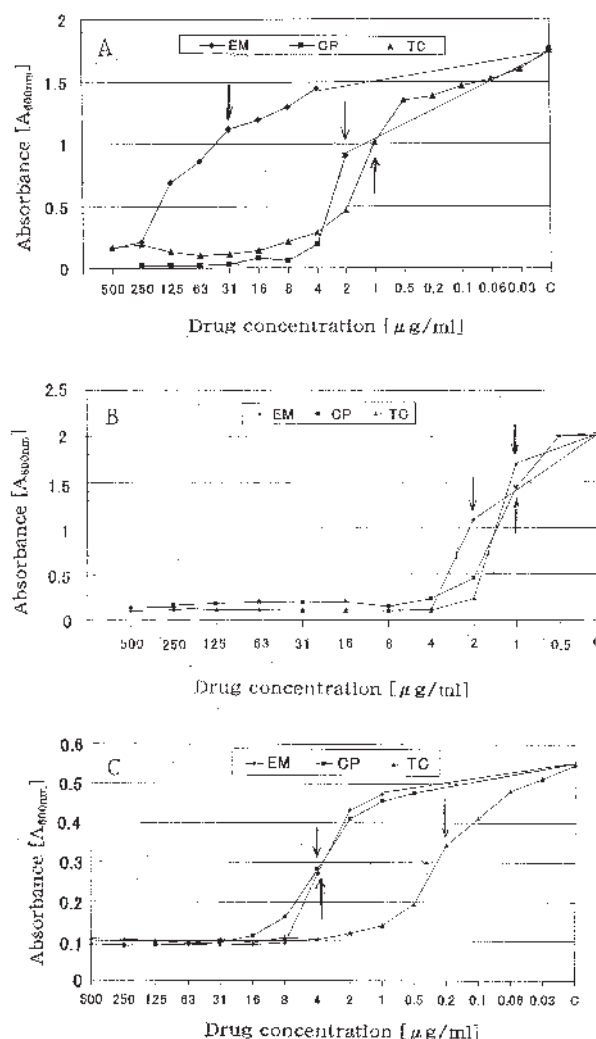 A
EM CP TC
Absorbance [A600nm]
2
1.5
1
0.5
0
500 250 125 63 31 16 8 4 2 1 0.5 0.2 0.1 0.06 0.03 C
Drug concentration [μg/ml]
B
EM CP TC
Absorbance [A600nm]
2.5
2.0
1.5
1
0.5
0
500 250 125 63 31 16 8 4 2 1 0.5
Drug concentration [μg/ml]
C
EM CP TC
Absorbance [A600nm]
0.6
0.5
0.4
0.3
0.2
0.1
0
500 250 125 63 31 16 8 4 2 1 0.5 0.2 0.1 0.06 0.03 C
Drug concentration [μg/ml]